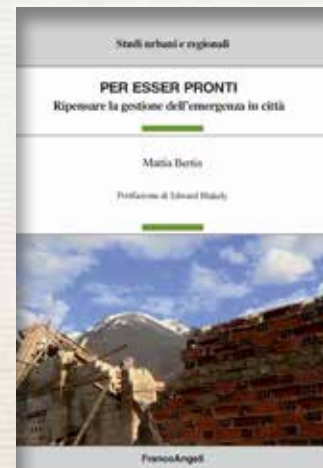 Studi urbani e regionali
PER ESSER PRONTI
Ripensare la gestione dell'emergenza in città
Mattia Bertin
Postfazione di Edward Blakely
FrancoAngeli